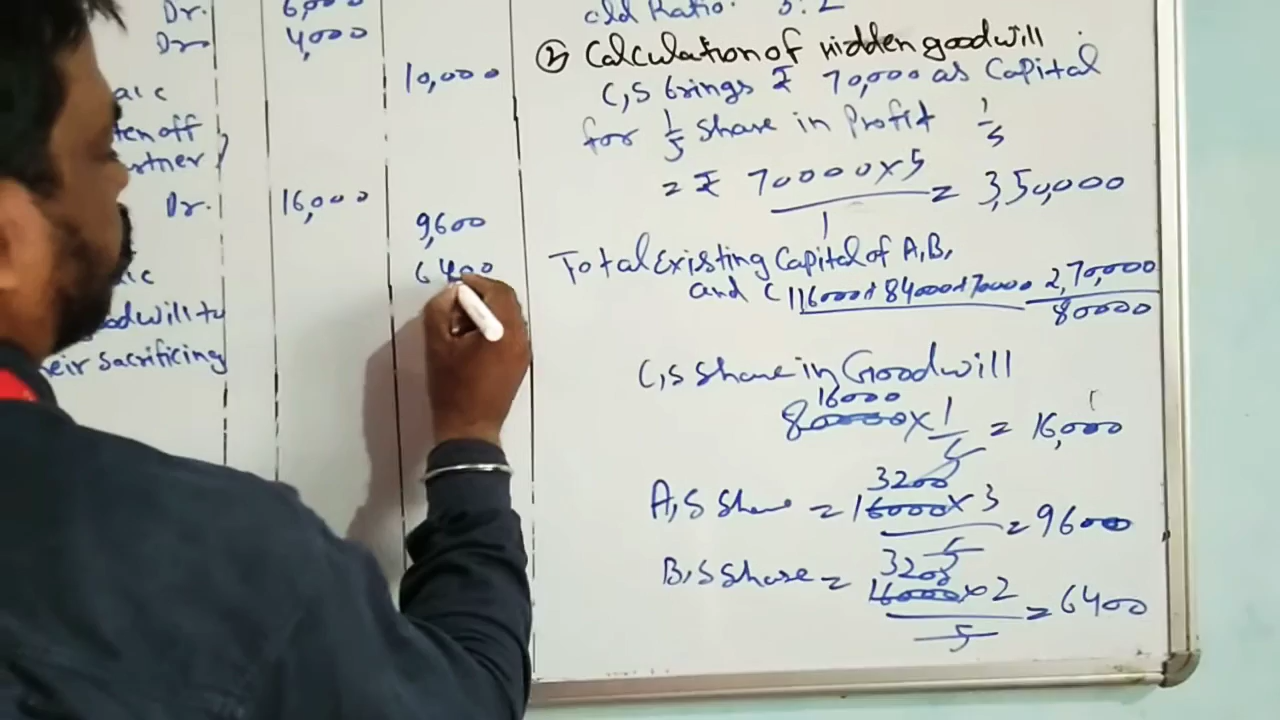 Dr. 6,000
Dr. 4,000
10,000
a/c
ten off
rtner }
Dr. 16,000
9,600
6400
a/c
oodwill to
eir sacrificing
old Ratio. 3:2
② Calculation of hidden goodwill
C,S brings ₹ 70,000 as Capital
for 1/5 Share in Profit 1/5
= ₹ 70000×5/1 = 3,50,000
Total Existing Capital of A,B,
and C 116000+84000+70000 2,70,000
80000
C,S Share in Goodwill
16000
80000 × 1/5 = 16,000
3200
A,S Share = 16000×3/5 = 9600
3200
B,S Share = 16000×2/5 = 6400